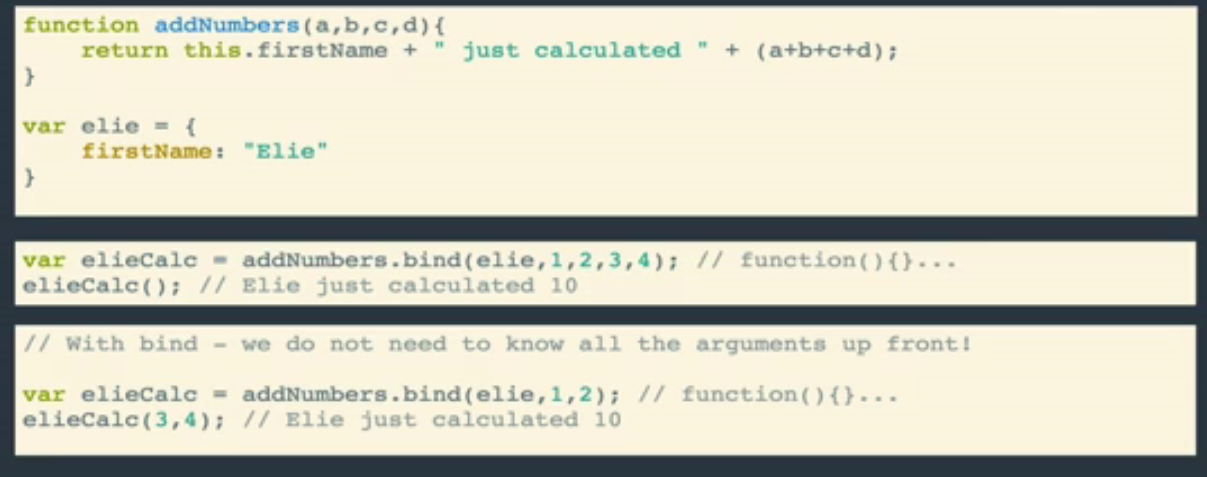 function addNumbers(a,b,c,d){
    return this.firstName + " just calculated " + (a+b+c+d);
}
var elie = {
    firstName: "Elie"
}
var elieCalc = addNumbers.bind(elie,1,2,3,4); // function(){}...
elieCalc(); // Elie just calculated 10
// With bind - we do not need to know all the arguments up front!
var elieCalc = addNumbers.bind(elie,1,2); // function(){}...
elieCalc(3,4); // Elie just calculated 10